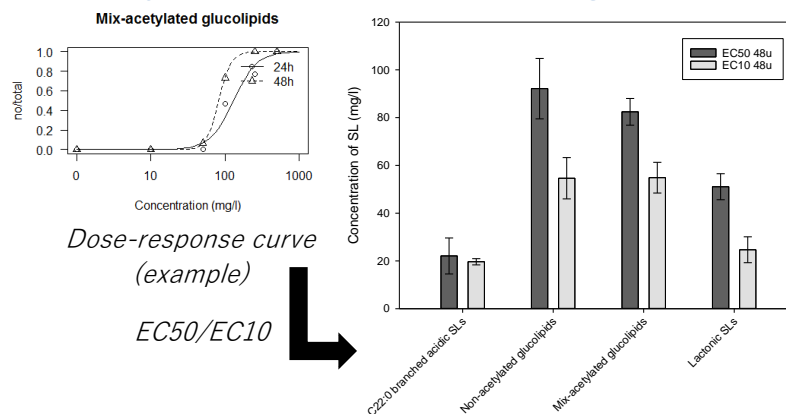 Mix-acetylated glucolipids
no/total
1.0
0.8
0.6
0.4
0.2
0.0
24h
48h
0 10 100 1000
Concentration (mg/l)
Dose-response curve
(example)
EC50/EC10
Concentration of SL (mg/l)
120
100
80
60
40
20
0
EC50 48u
EC10 48u
C22:0 branched acidic SLs
Non-acetylated glucolipids
Mix-acetylated glucolipids
Lactonic SLs